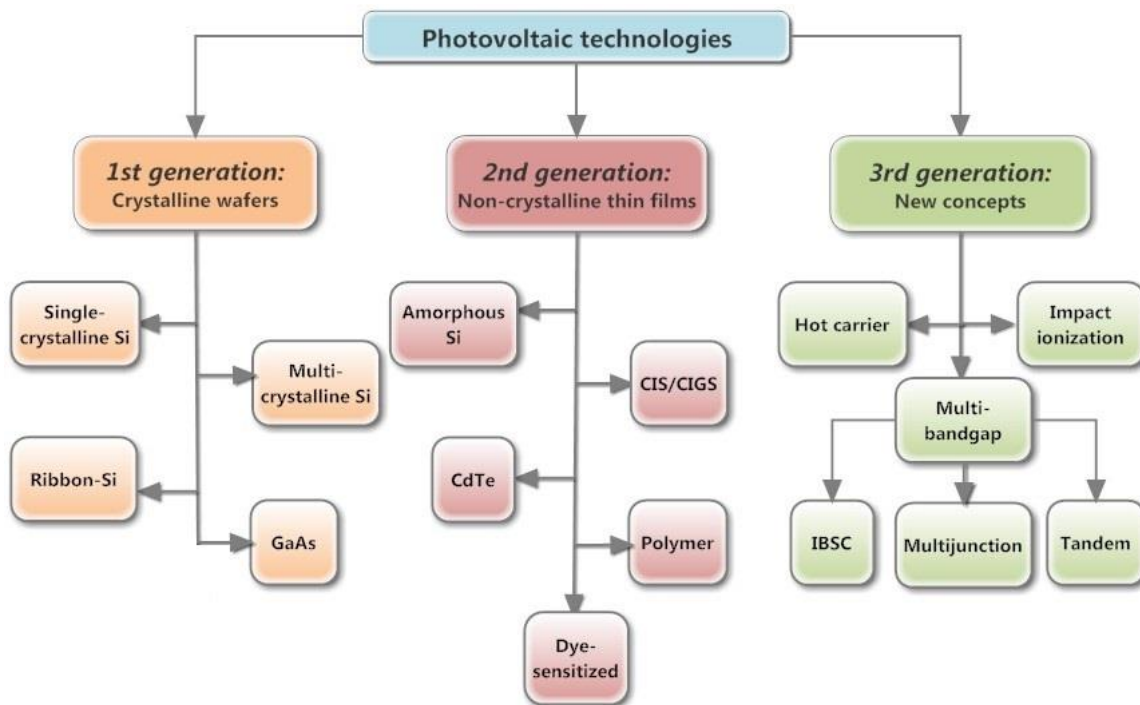 Photovoltaic technologies
1st generation:
Crystalline wafers
2nd generation:
Non-crystalline thin films
3rd generation:
New concepts
Single-
crystalline Si
Multi-
crystalline Si
Ribbon-Si
GaAs
Amorphous
Si
CIS/CIGS
CdTe
Polymer
Dye-
sensitized
Hot carrier
Impact
ionization
Multi-
bandgap
IBSC
Multijunction
Tandem